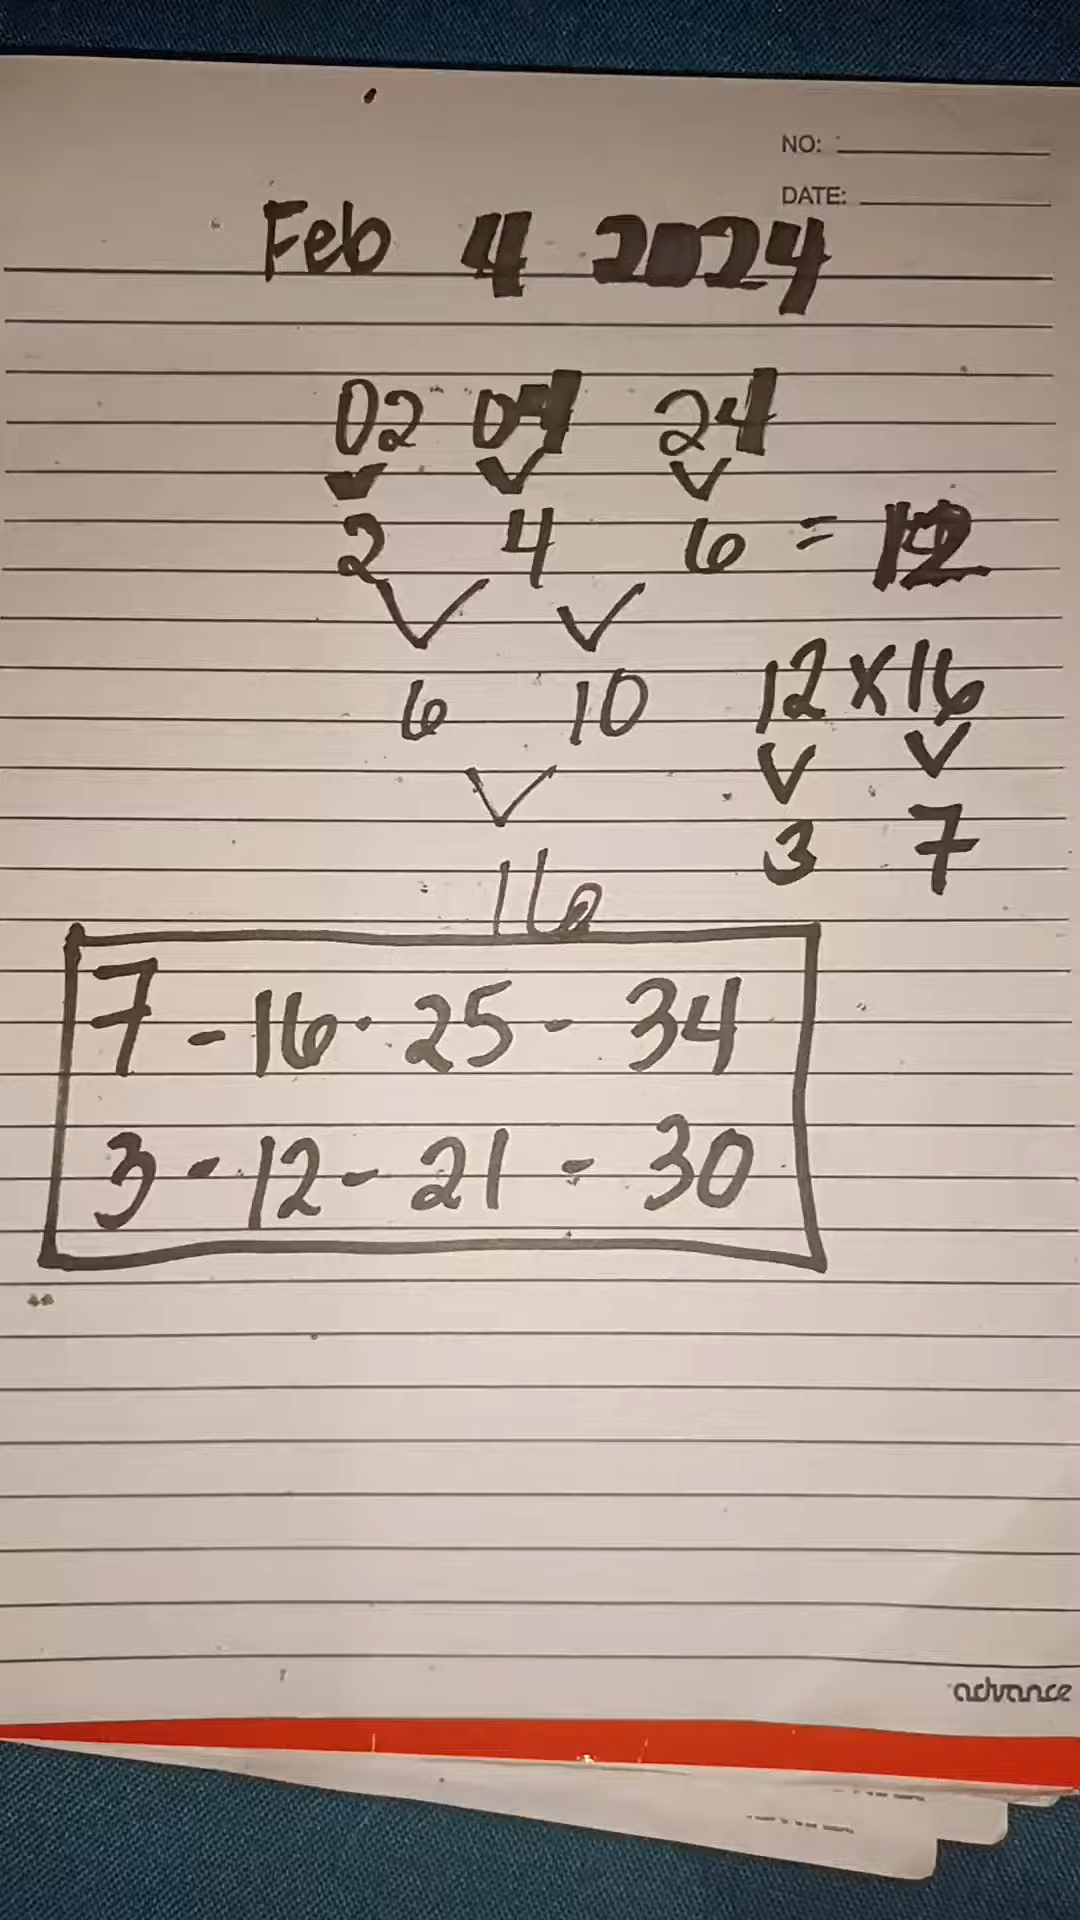 NO:
DATE:
Feb 4 2024
02 04 24
2 4 6 = 12
12 x 16
6 10
3 7
16
7 - 16 - 25 - 34
3 - 12 - 21 - 30
advance